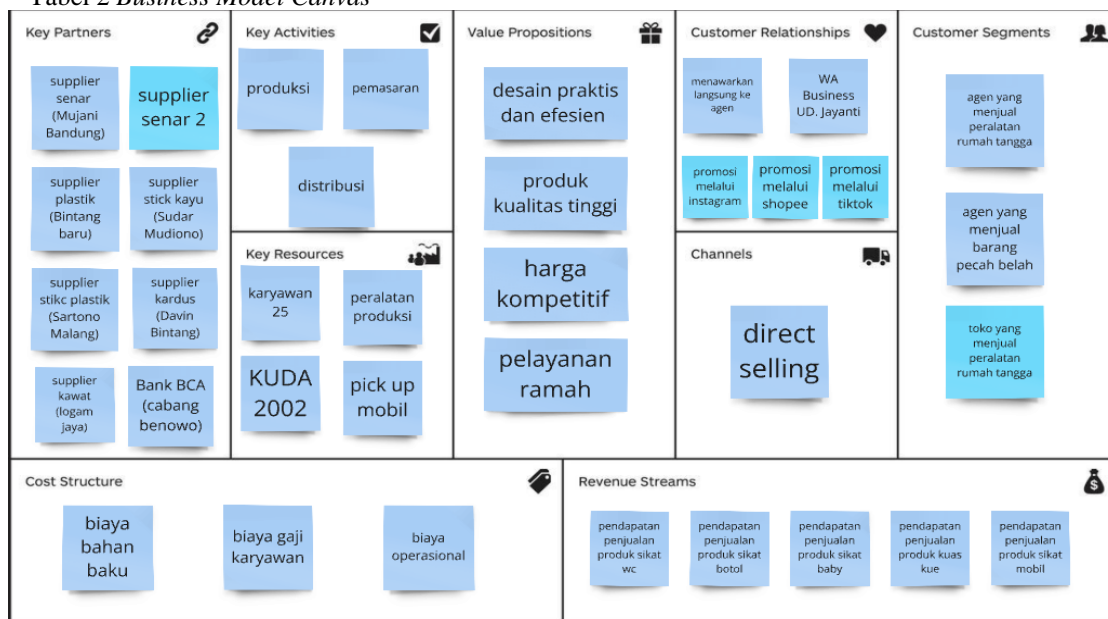 Tabel 2 Business Model Canvas
Key Partners
supplier
senar
(Mujani
Bandung)
supplier
senar 2
supplier
plastik
(Bintang
baru)
supplier
stick kayu
(Sudar
Mudiono)
supplier
stikc plastik
(Sartono
Malang)
supplier
kardus
(Davin
Bintang)
supplier
kawat
(logam
jaya)
Bank BCA
(cabang
benowo)
Key Activities
produksi
pemasaran
distribusi
Key Resources
karyawan
25
peralatan
produksi
KUDA
2002
pick up
mobil
Value Propositions
desain praktis
dan efesien
produk
kualitas tinggi
harga
kompetitif
pelayanan
ramah
Customer Relationships
menawarkan
langsung ke
agen
WA
Business
UD. Jayanti
promosi
melalui
instagram
promosi
melalui
shopee
promosi
melalui
tiktok
Channels
direct
selling
Customer Segments
agen yang
menjual
peralatan
rumah tangga
agen yang
menjual
barang
pecah belah
toko yang
menjual
peralatan
rumah tangga
Cost Structure
biaya
bahan
baku
biaya gaji
karyawan
biaya
operasional
Revenue Streams
$
pendapatan
penjualan
produk sikat
wc
pendapatan
penjualan
produk sikat
botol
pendapatan
penjualan
produk sikat
baby
pendapatan
penjualan
produk kuas
kue
pendapatan
penjualan
produk sikat
mobil